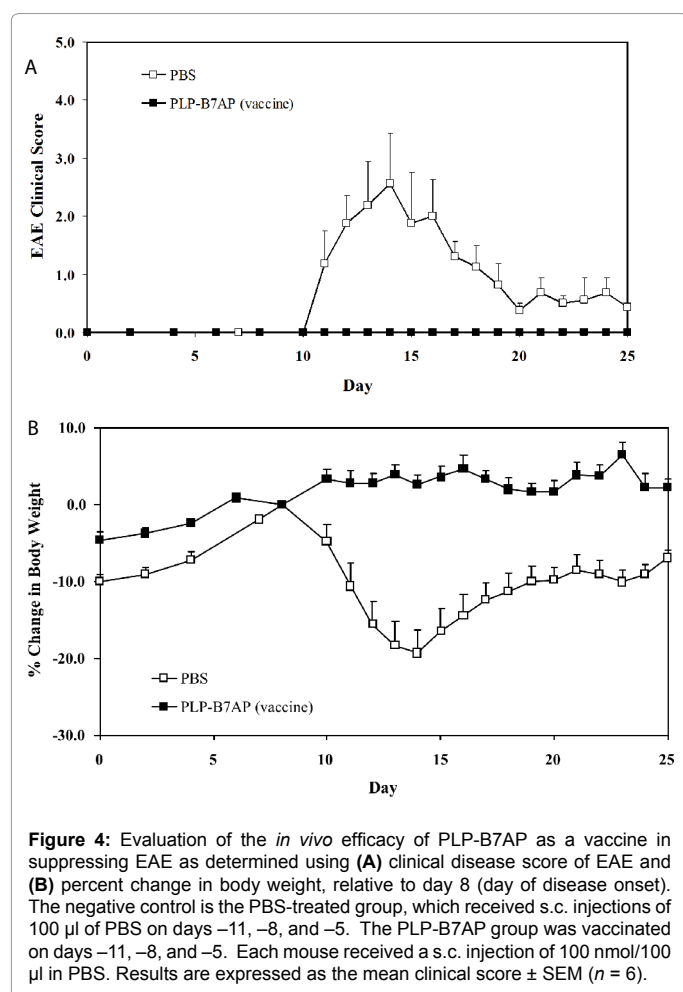 A
5.0
4.0
3.0
2.0
1.0
0.0
EAE Clinical Score
PBS
PLP-B7AP (vaccine)
0 5 10 15 20 25
Day
B
10.0
0.0
-10.0
-20.0
-30.0
% Change in Body Weight
PBS
PLP-B7AP (vaccine)
0 5 10 15 20 25
Day
Figure 4: Evaluation of the in vivo efficacy of PLP-B7AP as a vaccine in
suppressing EAE as determined using (A) clinical disease score of EAE and
(B) percent change in body weight, relative to day 8 (day of disease onset).
The negative control is the PBS-treated group, which received s.c. injections of
100 µl of PBS on days –11, –8, and –5. The PLP-B7AP group was vaccinated
on days –11, –8, and –5. Each mouse received a s.c. injection of 100 nmol/100
µl in PBS. Results are expressed as the mean clinical score ± SEM (n = 6).